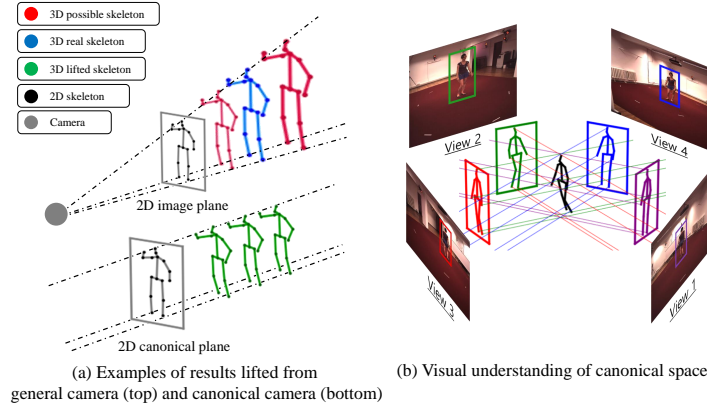 3D possible skeleton
3D real skeleton
3D lifted skeleton
2D skeleton
Camera
2D image plane
2D canonical plane
(a) Examples of results lifted from
general camera (top) and canonical camera (bottom)
View 2
View 4
View 3
View 1
(b) Visual understanding of canonical space